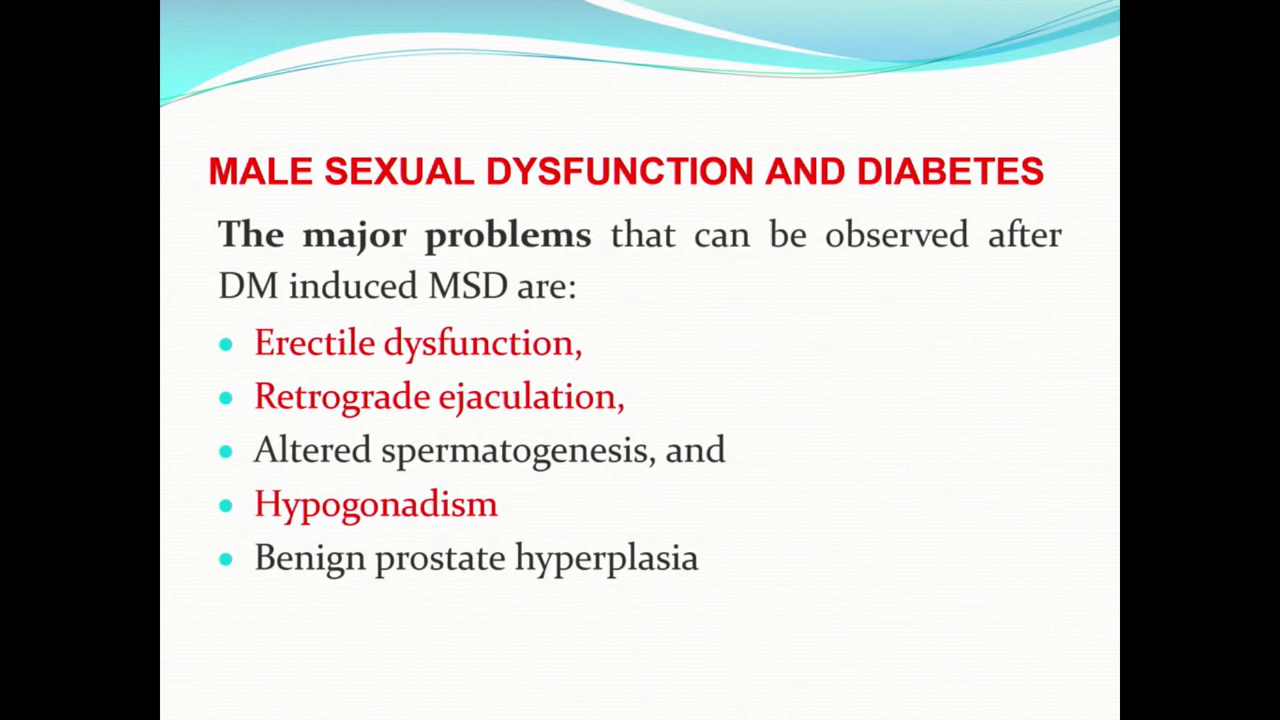 MALE SEXUAL DYSFUNCTION AND DIABETES
The major problems that can be observed after
DM induced MSD are:
• Erectile dysfunction,
• Retrograde ejaculation,
• Altered spermatogenesis, and
• Hypogonadism
• Benign prostate hyperplasia